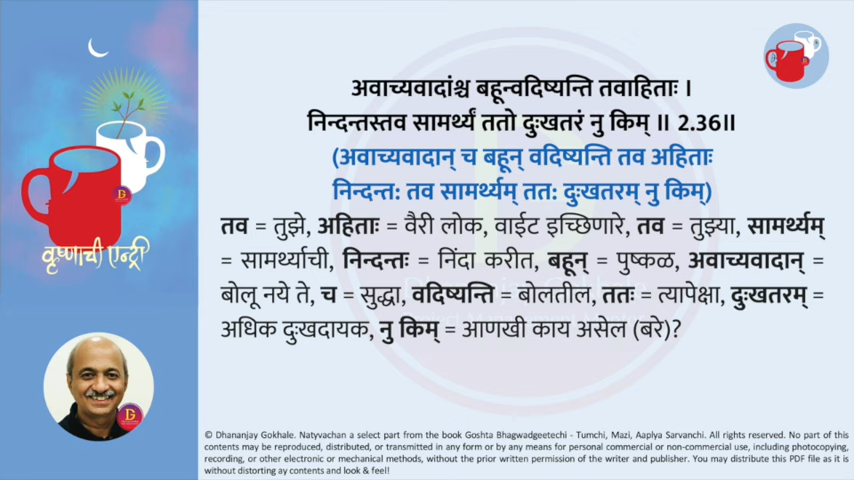 अवाच्यवादांश्च बहून्वदिष्यन्ति तवाहिताः ।
निन्दन्तस्तव सामर्थ्यं ततो दुःखतरं नु किम् ॥ 2.36॥
(अवाच्यवादान् च बहून् वदिष्यन्ति तव अहिताः
निन्दन्त: तव सामर्थ्यम् तत: दुःखतरम् नु किम्)
तव = तुझे, अहिताः = वैरी लोक, वाईट इच्छिणारे, तव = तुझ्या, सामर्थ्यम्
= सामर्थ्याची, निन्दन्तः = निंदा करीत, बहून् = पुष्कळ, अवाच्यवादान् =
बोलू नये ते, च = सुद्धा, वदिष्यन्ति = बोलतील, ततः = त्यापेक्षा, दुःखतरम् =
अधिक दुःखदायक, नु किम् = आणखी काय असेल (बरे)?
कृष्णाची एन्ट्री
© Dhananjay Gokhale. Natyvachan a select part from the book Goshta Bhagwadgeetechi - Tumchi, Mazi, Aaplya Sarvanchi. All rights reserved. No part of this
contents may be reproduced, distributed, or transmitted in any form or by any means for personal commercial or non-commercial use, including photocopying,
recording, or other electronic or mechanical methods, without the prior written permission of the writer and publisher. You may distribute this PDF file as it is
without distorting ay contents and look & feel!